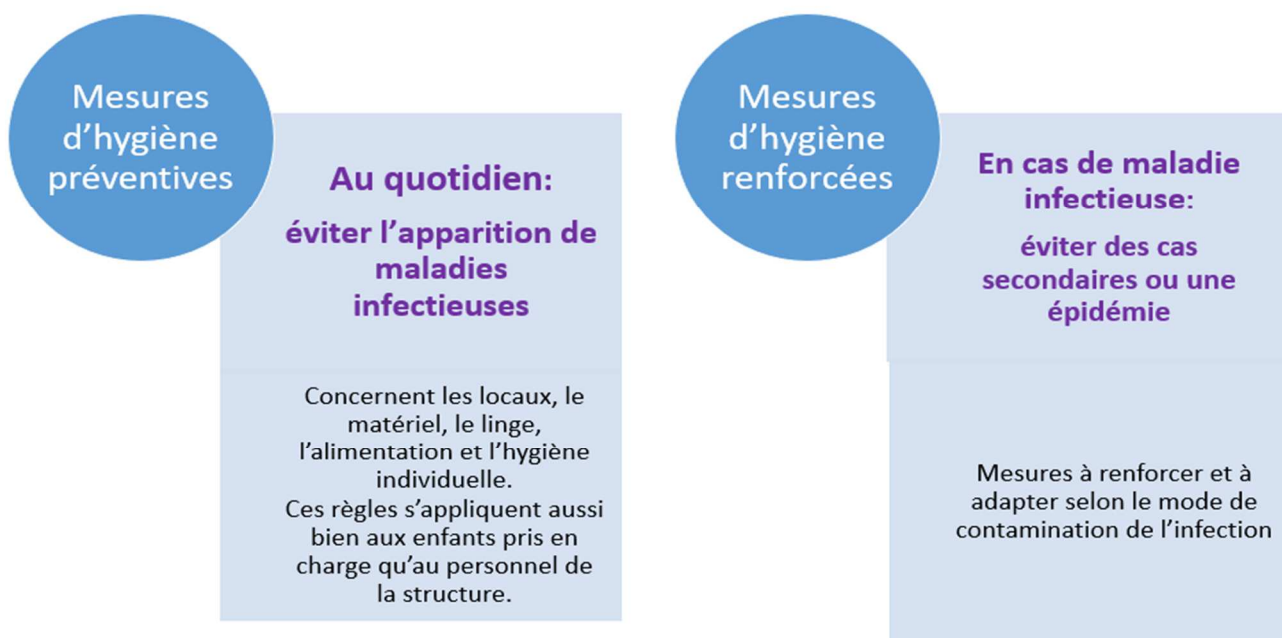 Mesures
d’hygiène
préventives
Au quotidien:
éviter l’apparition de
maladies
infectieuses
Concernent les locaux, le
matériel, le linge,
l’alimentation et l’hygiène
individuelle.
Ces règles s’appliquent aussi
bien aux enfants pris en
charge qu’au personnel de
la structure.
Mesures
d’hygiène
renforcées
En cas de maladie
infectieuse:
éviter des cas
secondaires ou une
épidémie
Mesures à renforcer et à
adapter selon le mode de
contamination de l’infection